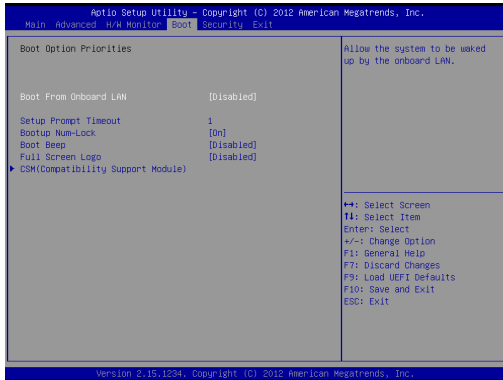 Aptio Setup Utility – Copyright (C) 2012 American Megatrends, Inc.
Main Advanced H/W Monitor Boot Security Exit
Boot Option Priorities
Allow the system to be waked
up by the onboard LAN.
Boot From Onboard LAN [Disabled]
Setup Prompt Timeout 1
Bootup Num-Lock [On]
Boot Beep [Disabled]
Full Screen Logo [Disabled]
CSM(Compatibility Support Module)
↔: Select Screen
↑↓: Select Item
Enter: Select
+/-: Change Option
F1: General Help
F7: Discard Changes
F9: Load UEFI Defaults
F10: Save and Exit
ESC: Exit
Version 2.15.1234. Copyright (C) 2012 American Megatrends, Inc.